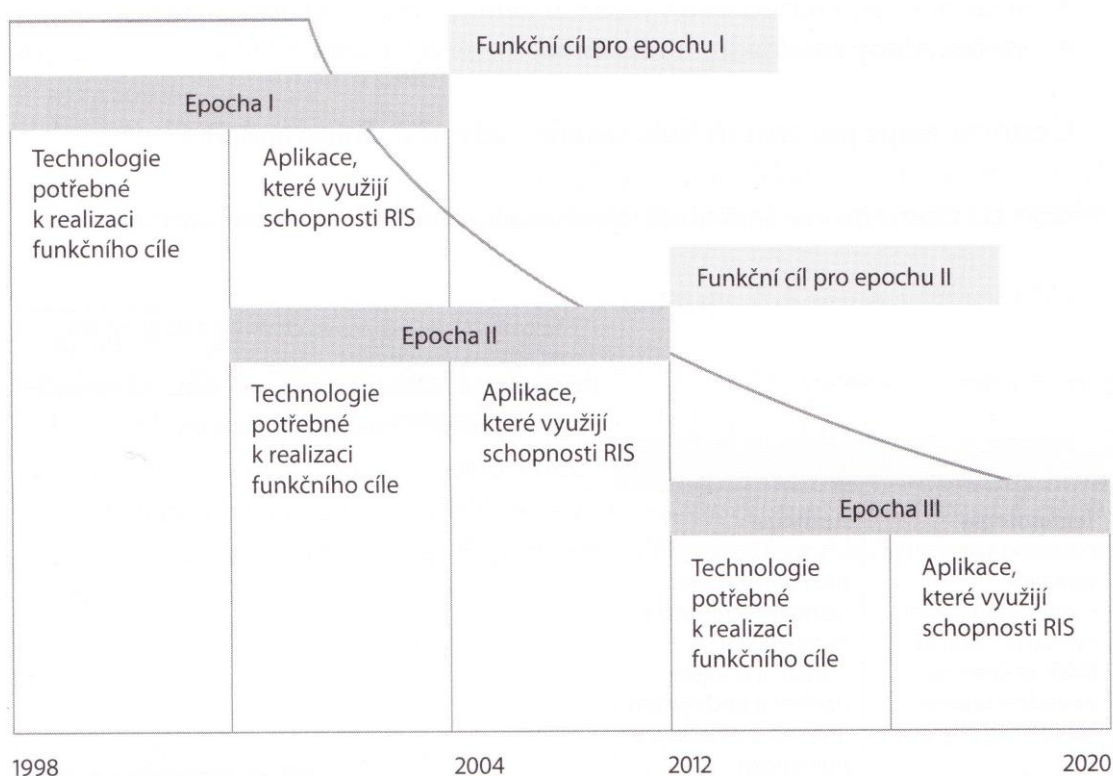 Funkční cíl pro epochu I
Epocha I
Technologie
potřebné
k realizaci
funkčního cíle
Aplikace,
které využijí
schopnosti RIS
Funkční cíl pro epochu II
Epocha II
Technologie
potřebné
k realizaci
funkčního cíle
Aplikace,
které využijí
schopnosti RIS
Epocha III
Technologie
potřebné
k realizaci
funkčního cíle
Aplikace,
které využijí
schopnosti RIS
1998
2004
2012
2020